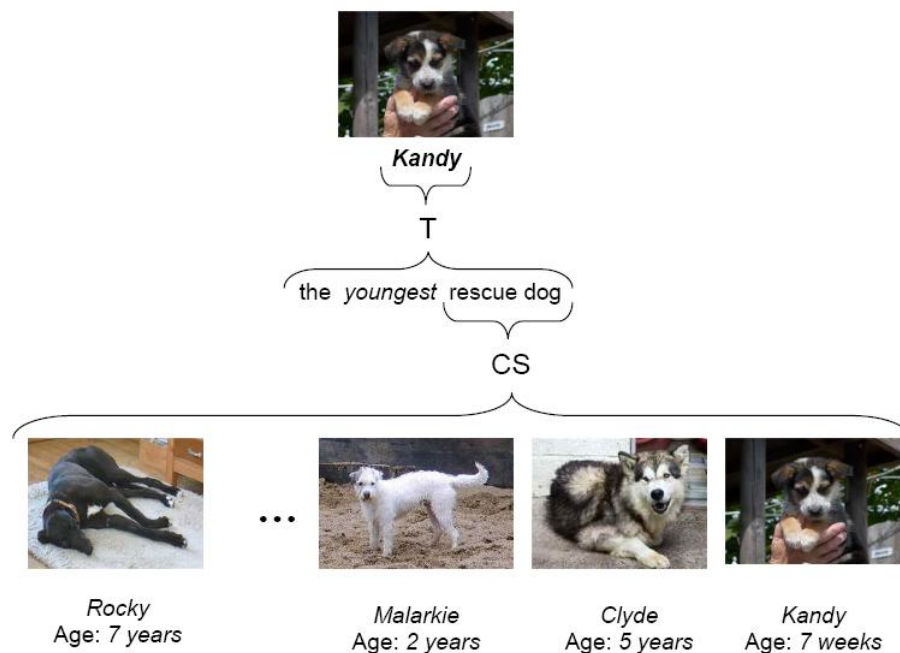 Kandy
T
the youngest rescue dog
CS
...
Rocky
Age: 7 years
Malarkie
Age: 2 years
Clyde
Age: 5 years
Kandy
Age: 7 weeks